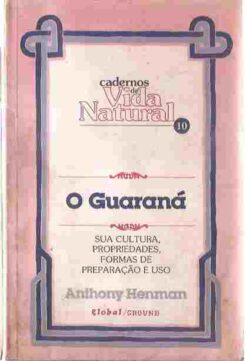 cadernos
de
Vida
Natural
10
O Guaraná
SUA CULTURA,
PROPRIEDADES,
FORMAS DE
PREPARAÇÃO E USO
Anthony Henman
Global/GROUND